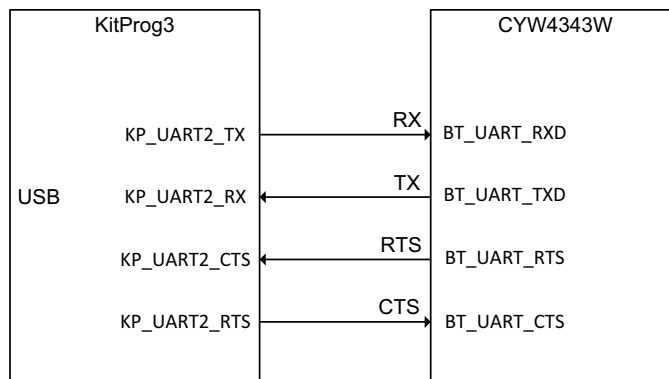 KitProg3
CYW4343W
RX
KP_UART2_TX
BT_UART_RXD
TX
USB
KP_UART2_RX
BT_UART_TXD
RTS
KP_UART2_CTS
BT_UART_RTS
CTS
KP_UART2_RTS
BT_UART_CTS